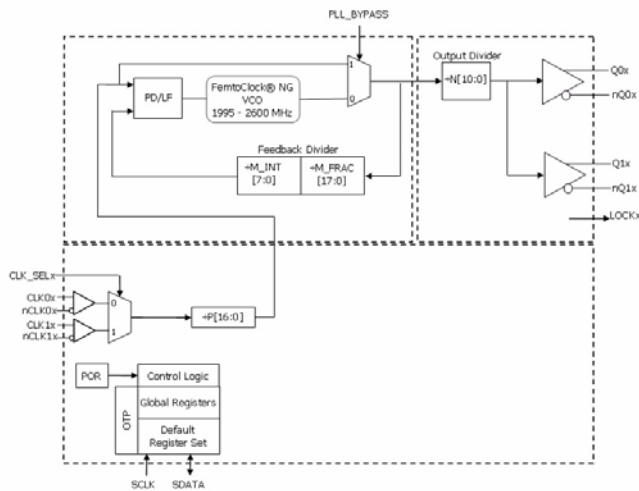 PLL_BYPASS
Output Divider
1
0
PD/LF
FemtoClock® NG
VCO
1995 - 2600 MHz
÷N[10:0]
Q0x
nQ0x
Feedback Divider
÷M_INT
[7:0]
÷M_FRAC
[17:0]
Q1x
nQ1x
LOCKx
CLK_SELx
CLK0x
nCLK0x
CLK1x
nCLK1x
0
1
÷P[16:0]
POR
Control Logic
OTP
Global Registers
Default
Register Set
SCLK
SDATA